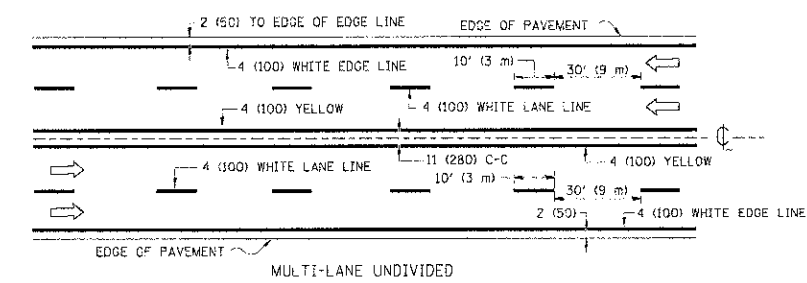 2 (50) TO EDGE OF EDGE LINE
EDGE OF PAVEMENT
4 (100) WHITE EDGE LINE
10' (3 m)
30' (9 m)
4 (100) YELLOW
4 (100) WHITE LANE LINE
℄
4 (100) WHITE LANE LINE
11 (280) C-C
4 (100) YELLOW
10' (3 m)
30' (9 m)
2 (50)
4 (100) WHITE EDGE LINE
EDGE OF PAVEMENT
MULTI-LANE UNDIVIDED